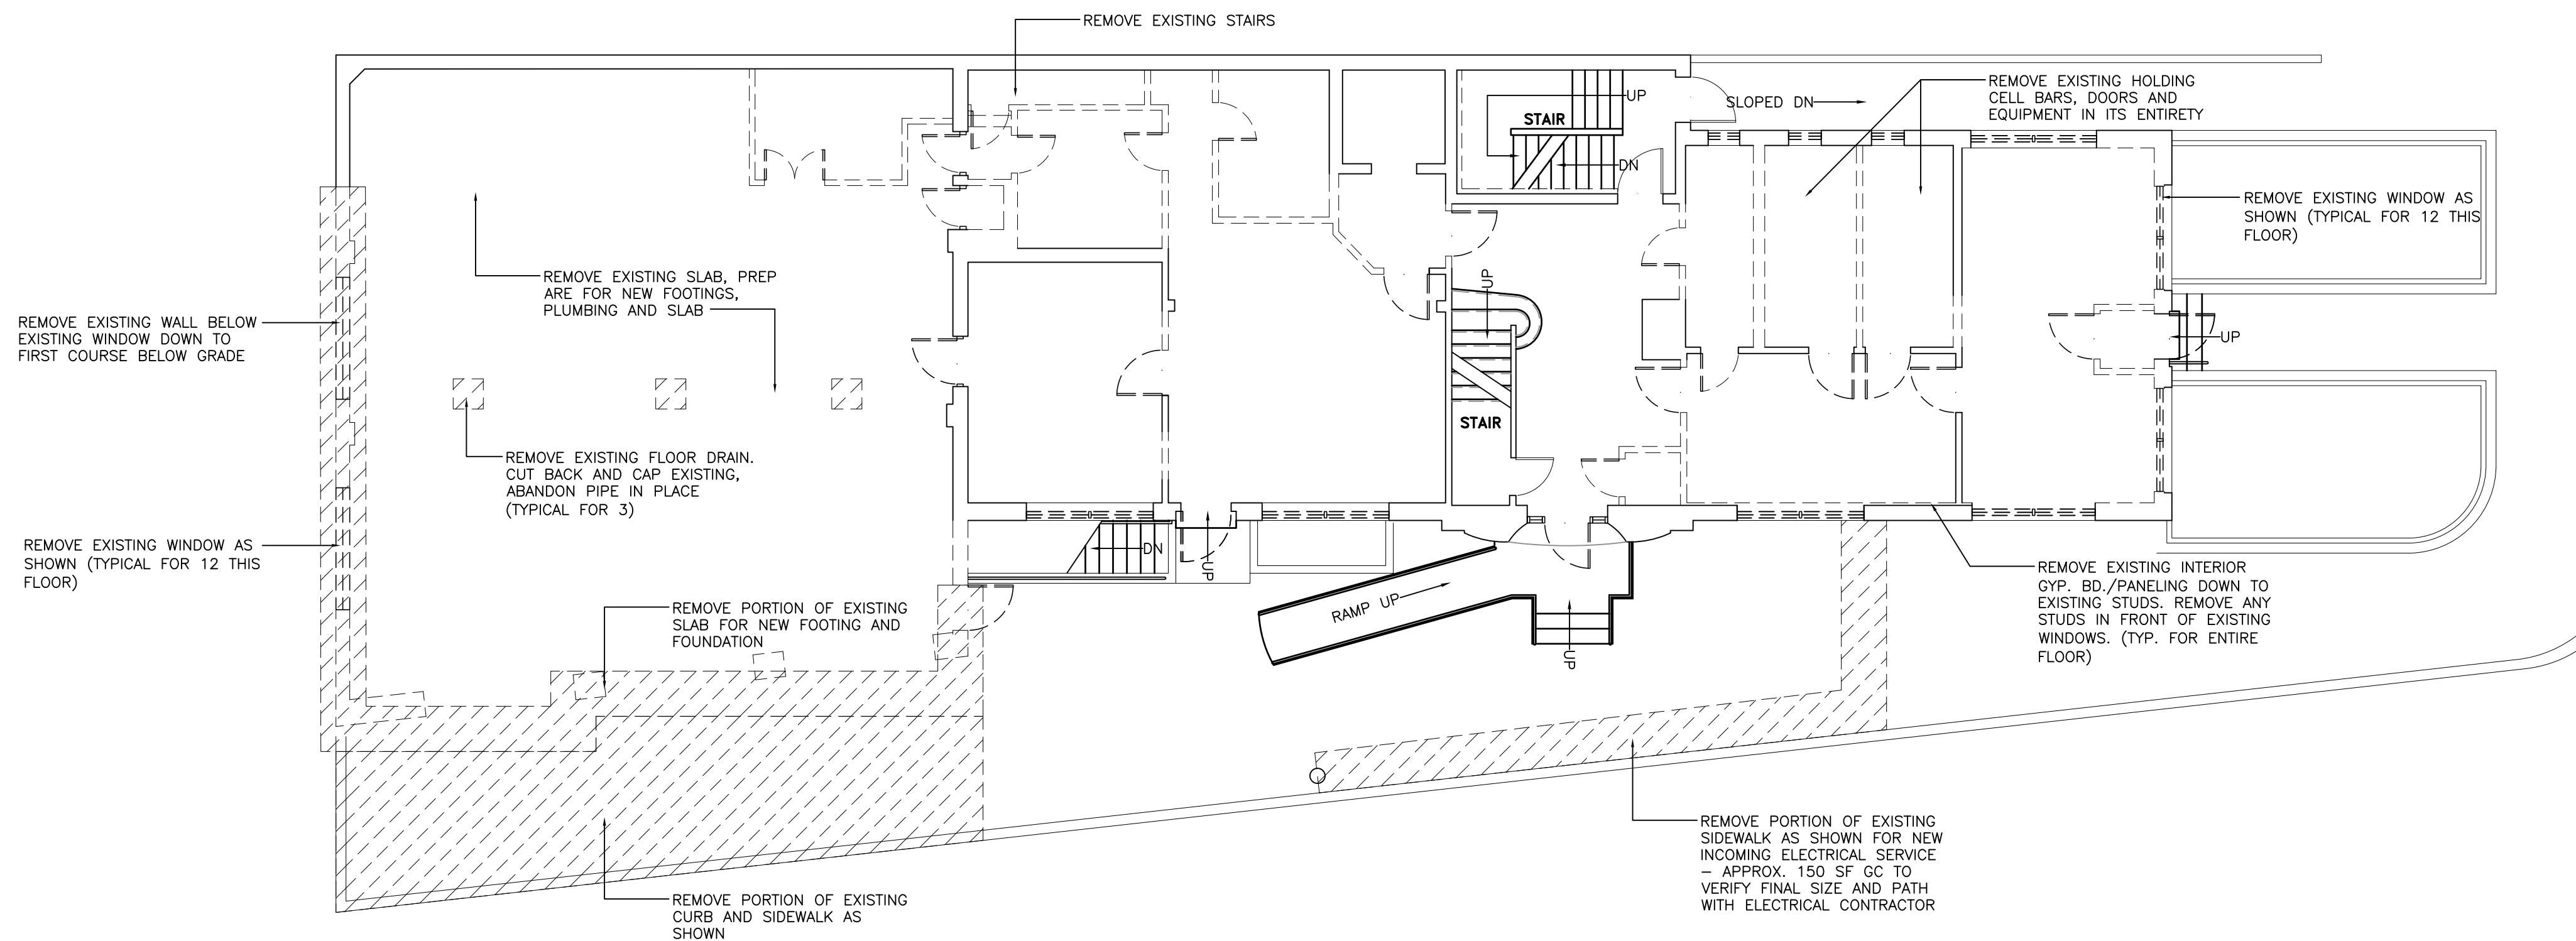 REMOVE EXISTING STAIRS
REMOVE EXISTING HOLDING
CELL BARS, DOORS AND
EQUIPMENT IN ITS ENTIRETY
UP
SLOPED DN
STAIR
DN
REMOVE EXISTING WINDOW AS
SHOWN (TYPICAL FOR 12 THIS
FLOOR)
REMOVE EXISTING SLAB, PREP
ARE FOR NEW FOOTINGS,
PLUMBING AND SLAB
UP
REMOVE EXISTING WALL BELOW
EXISTING WINDOW DOWN TO
FIRST COURSE BELOW GRADE
UP
STAIR
REMOVE EXISTING FLOOR DRAIN.
CUT BACK AND CAP EXISTING,
ABANDON PIPE IN PLACE
(TYPICAL FOR 3)
REMOVE EXISTING WINDOW AS
SHOWN (TYPICAL FOR 12 THIS
FLOOR)
DN
UP
REMOVE EXISTING INTERIOR
GYP. BD./PANELING DOWN TO
EXISTING STUDS. REMOVE ANY
STUDS IN FRONT OF EXISTING
WINDOWS. (TYP. FOR ENTIRE
FLOOR)
REMOVE PORTION OF EXISTING
SLAB FOR NEW FOOTING AND
FOUNDATION
RAMP UP
UP
REMOVE PORTION OF EXISTING
SIDEWALK AS SHOWN FOR NEW
INCOMING ELECTRICAL SERVICE
– APPROX. 150 SF GC TO
VERIFY FINAL SIZE AND PATH
WITH ELECTRICAL CONTRACTOR
REMOVE PORTION OF EXISTING
CURB AND SIDEWALK AS
SHOWN